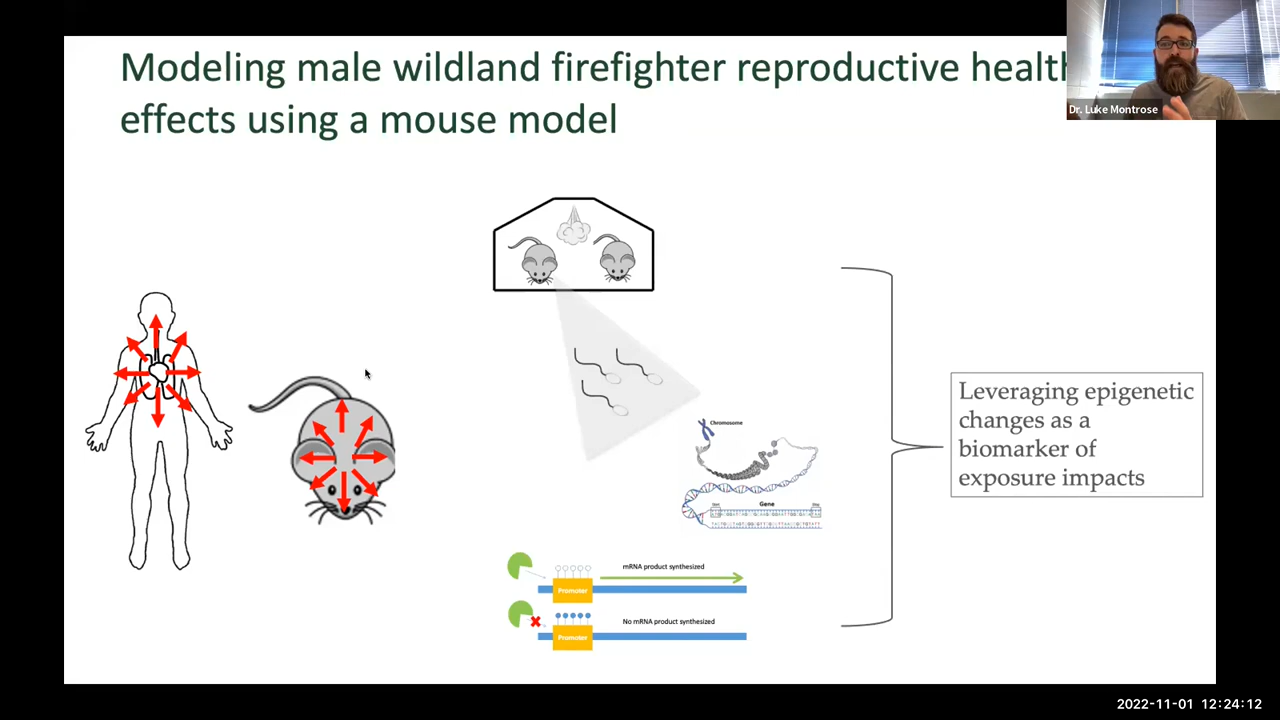 Modeling male wildland firefighter reproductive health
effects using a mouse model
Dr. Luke Montrose
Chromosome
Gene
Leveraging epigenetic
changes as a
biomarker of
exposure impacts
mRNA product synthesized
Promoter
No mRNA product synthesized
Promoter
2022-11-01 12:24:12